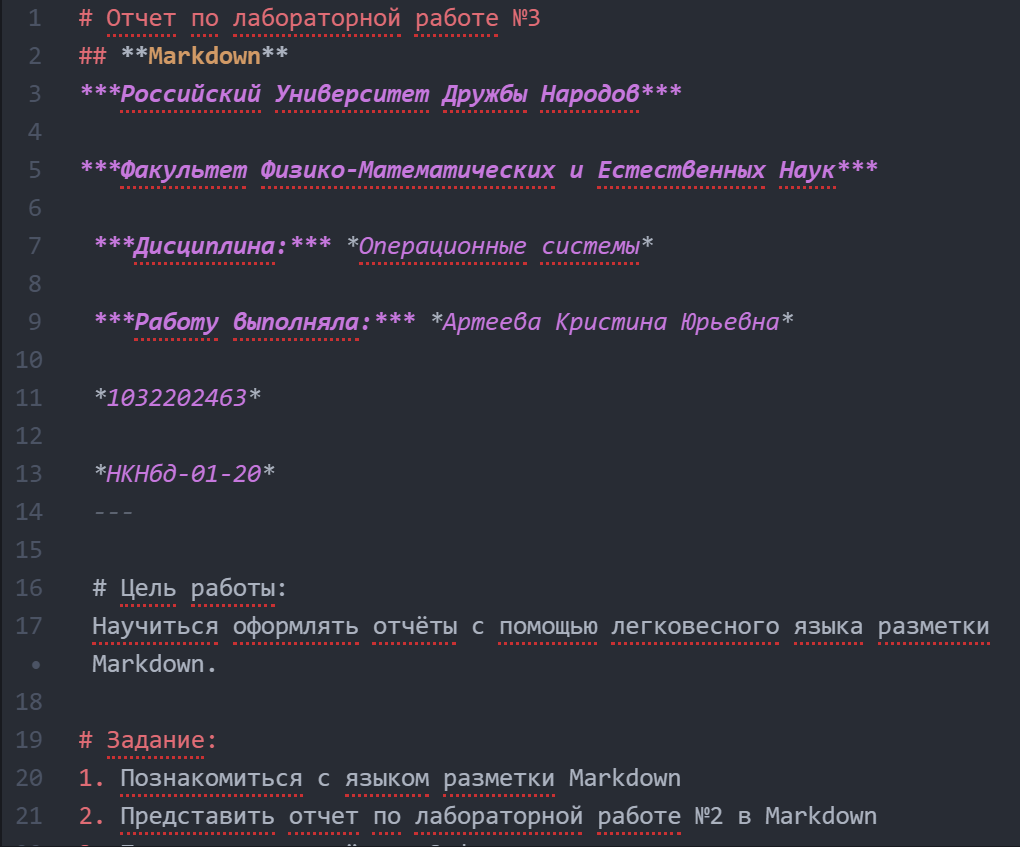 1 # Отчет по лабораторной работе №3
2 ## **Markdown**
3 ***Российский Университет Дружбы Народов***
4
5 ***Факультет Физико-Математических и Естественных Наук***
6
7 ***Дисциплина:*** *Операционные системы*
8
9 ***Работу выполняла:*** *Артеева Кристина Юрьевна*
10
11 *1032202463*
12
13 *НКНбд-01-20*
14 ---
15
16 # Цель работы:
17 Научиться оформлять отчёты с помощью легковесного языка разметки
• Markdown.
18
19 # Задание:
20 1. Познакомиться с языком разметки Markdown
21 2. Представить отчет по лабораторной работе №2 в Markdown